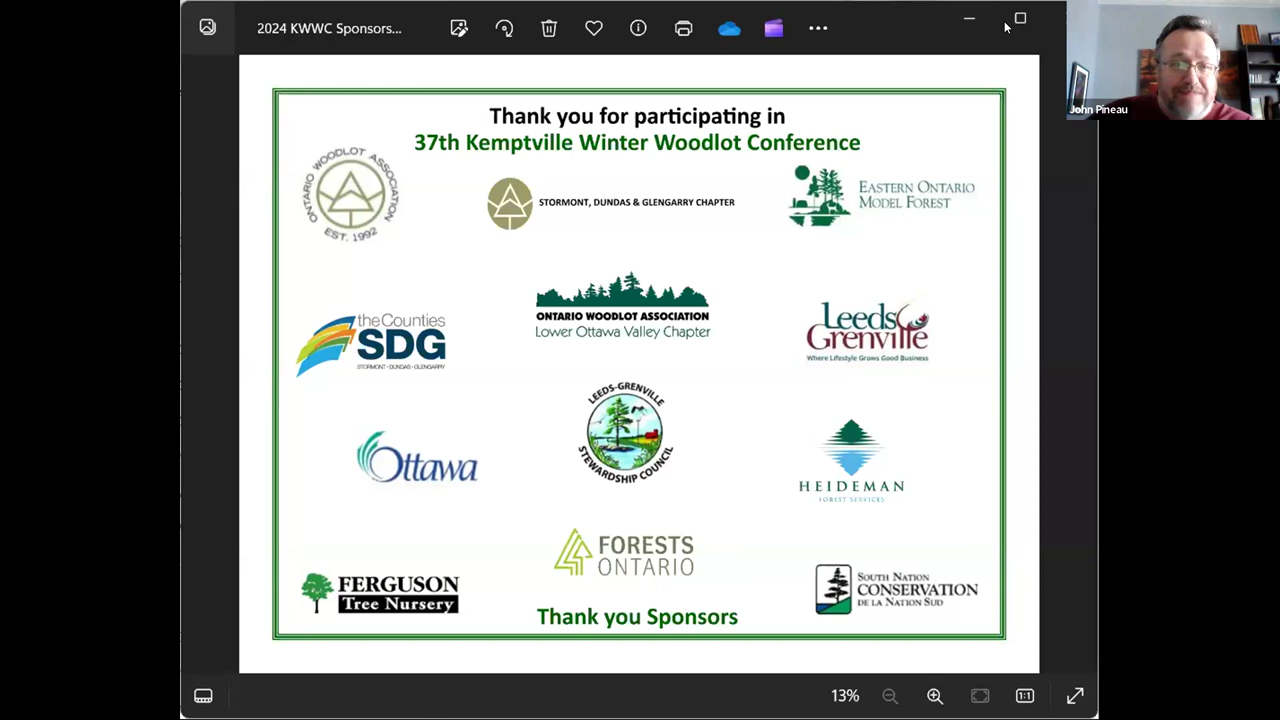 2024 KWWC Sponsors...
John Pineau
Thank you for participating in
37th Kemptville Winter Woodlot Conference
ONTARIO WOODLOT ASSOCIATION
EST. 1992
STORMONT, DUNDAS & GLENGARRY CHAPTER
EASTERN ONTARIO
MODEL FOREST
the Counties
SDG
STORMONT • DUNDAS • GLENGARRY
ONTARIO WOODLOT ASSOCIATION
Lower Ottawa Valley Chapter
Leeds
Grenville
Where Lifestyle Grows Good Business
Ottawa
LEEDS-GRENVILLE
STEWARDSHIP COUNCIL
HEIDEMAN
FOREST SERVICES
FERGUSON
Tree Nursery
FORESTS
ONTARIO
SOUTH NATION
CONSERVATION
DE LA NATION SUD
Thank you Sponsors
13%
1:1